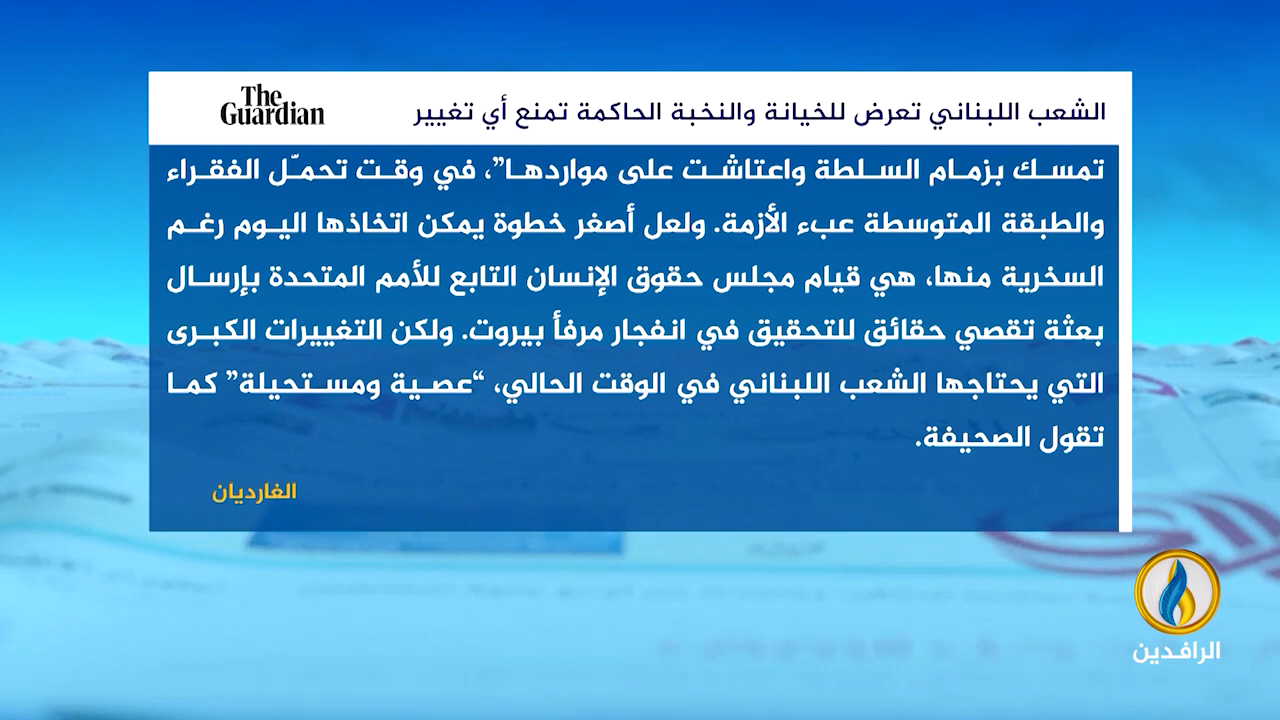 The
Guardian
الشعب اللبناني تعرض للخيانة والنخبة الحاكمة تمنع أي تغيير
تمسك بزمام السلطة واعتاشت على مواردها”، في وقت تحمّل الفقراء
والطبقة المتوسطة عبء الأزمة. ولعل أصغر خطوة يمكن اتخاذها اليوم رغم
السخرية منها، هي قيام مجلس حقوق الإنسان التابع للأمم المتحدة بإرسال
بعثة تقصي حقائق للتحقيق في انفجار مرفأ بيروت. ولكن التغييرات الكبرى
التي يحتاجها الشعب اللبناني في الوقت الحالي، “عصية ومستحيلة” كما
تقول الصحيفة.
الغارديان
الرافدين